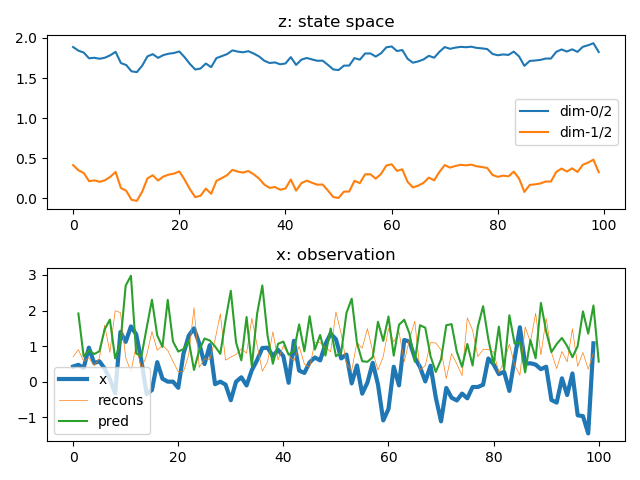 z: state space
2.0
1.5
1.0
0.5
0.0
dim-0/2
dim-1/2
0 20 40 60 80 100
x: observation
3
2
1
0
−1
x
recons
pred
0 20 40 60 80 100